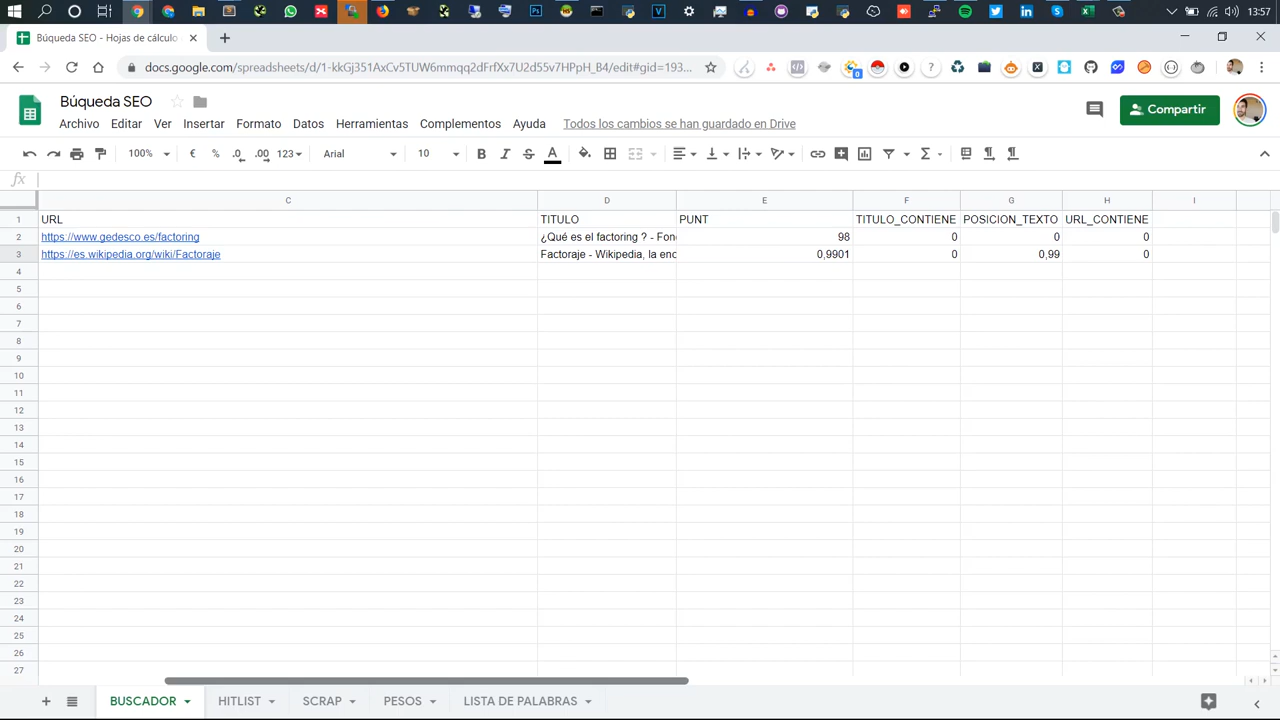 13:57
Búqueda SEO - Hojas de cálculo
docs.google.com/spreadsheets/d/1-kkGj351AxCv5TUW6mmqq2dFrfXx7U2d55v7HPpH_B4/edit#gid=193...
0
Búqueda SEO
Archivo Editar Ver Insertar Formato Datos Herramientas Complementos Ayuda Todos los cambios se han guardado en Drive
Compartir
100% € % .0 .00 123 Arial 10 B I S A
fx
C D E F G H I
1 URL TITULO PUNT TITULO_CONTIENE POSICION_TEXTO URL_CONTIENE
2 https://www.gedesco.es/factoring ¿Qué es el factoring ? - Fon 98 0 0 0
3 https://es.wikipedia.org/wiki/Factoraje Factoraje - Wikipedia, la enc 0,9901 0 0,99 0
4
5
6
7
8
9
10
11
12
13
14
15
16
17
18
19
20
21
22
23
24
25
26
27
BUSCADOR HITLIST SCRAP PESOS LISTA DE PALABRAS